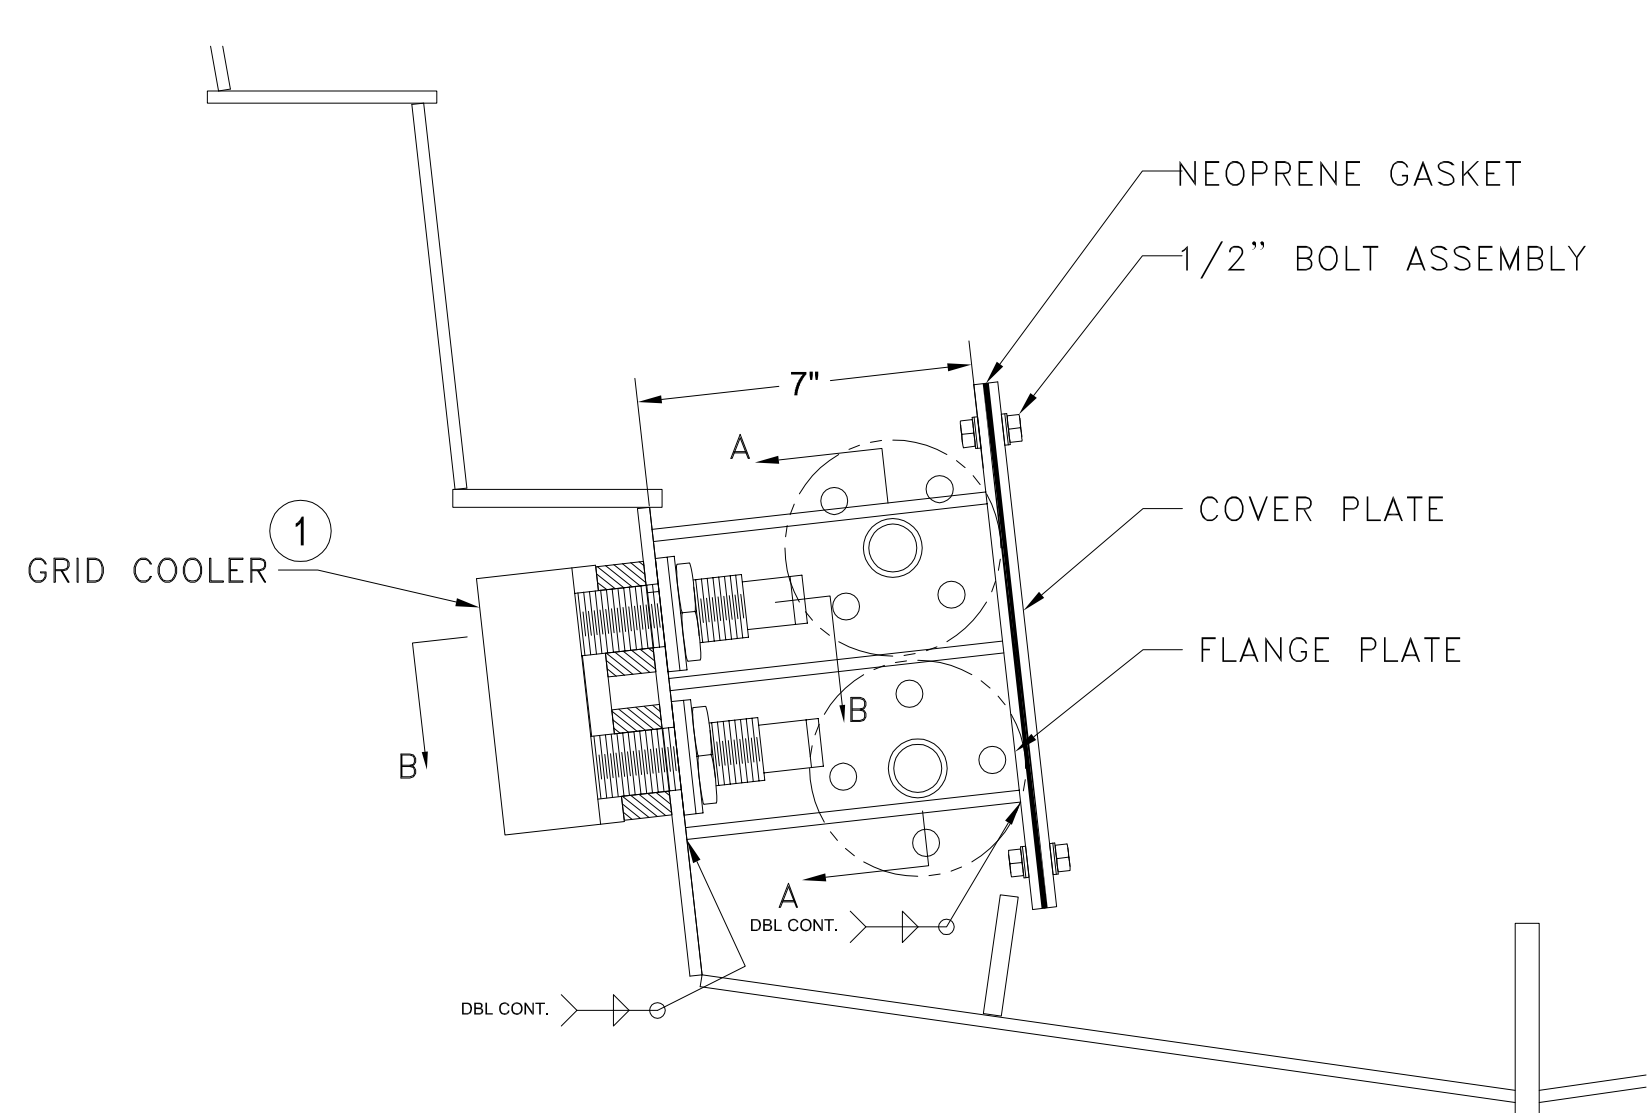 NEOPRENE GASKET
1/2” BOLT ASSEMBLY
7"
A
COVER PLATE
1
GRID COOLER
FLANGE PLATE
B
B
A
DBL CONT.
DBL CONT.